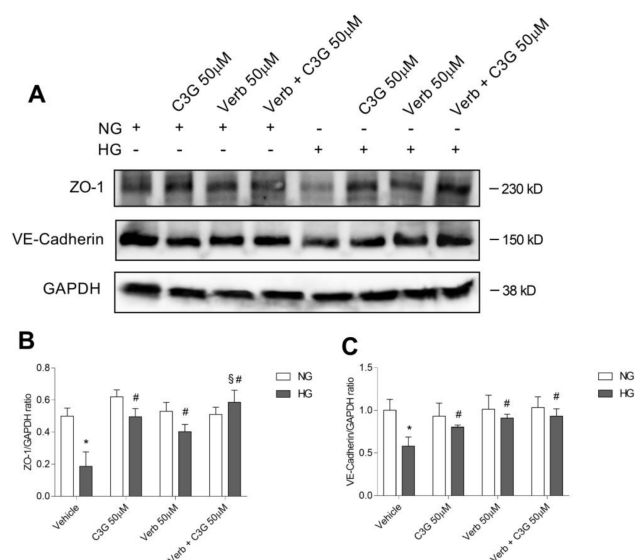 A
C3G 50µM
Verb 50µM
Verb + C3G 50µM
C3G 50µM
Verb 50µM
Verb + C3G 50µM
NG + + + + - - - -
HG - - - - + + + +
ZO-1 – 230 kD
VE-Cadherin – 150 kD
GAPDH – 38 kD
B
ZO-1/GAPDH ratio
0.8
0.6
0.4
0.2
0.0
*
#
#
§ #
NG
HG
Vehicle
C3G 50µM
Verb 50µM
Verb + C3G 50µM
C
VE-Cadherin/GAPDH ratio
1.5
1.0
0.5
0.0
*
#
#
#
NG
HG
Vehicle
C3G 50µM
Verb 50µM
Verb + C3G 50µM